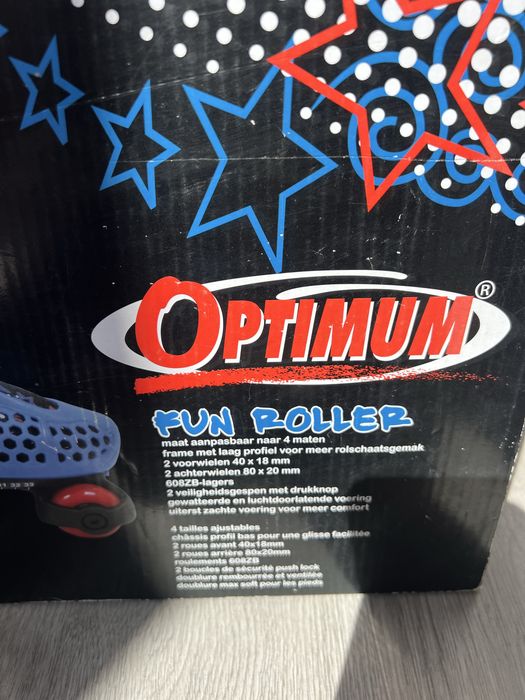 OPTIMUM®
FUN ROLLER
maat aanpasbaar naar 4 maten
frame met laag profiel voor meer rolschaatsgemak
2 voorwielen 40 x 18 mm
2 achterwielen 80 x 20 mm
608ZB-lagers
2 veiligheidsgespen met drukknop
gewatteerde en luchtdoorlatende voering
uiterst zachte voering voor meer comfort
4 tailles ajustables
châssis profil bas pour une glisse facilitée
2 roues avant 40x18mm
2 roues arrière 80x20mm
roulements 608ZB
2 boucles de sécurité push lock
doublure rembourrée et ventilée
doublure max soft pour les pieds